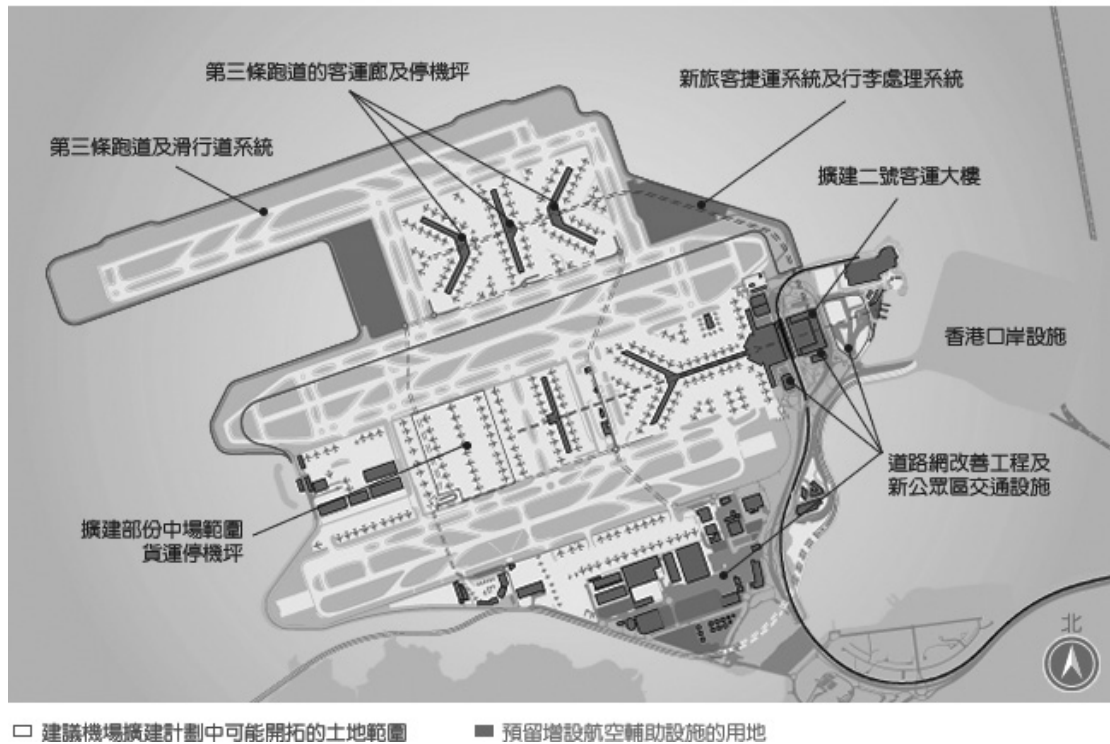 第三條跑道的客運廊及停機坪
新旅客捷運系統及行李處理系統
第三條跑道及滑行道系統
擴建二號客運大樓
香港口岸設施
道路網改善工程及
新公眾區交通設施
擴建部份中場範圍
貨運停機坪
北
建議機場擴建計劃中可能開拓的土地範圍
預留增設航空輔助設施的用地